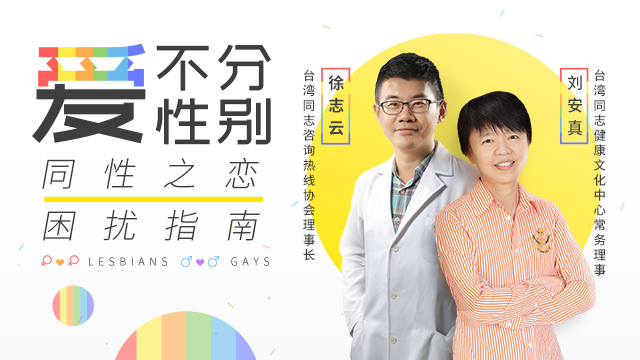 爱不分性别
同性之恋
困扰指南
LESBIANS GAYS
徐志云
台湾同志咨询热线协会理事长
刘安真
台湾同志健康文化中心常务理事